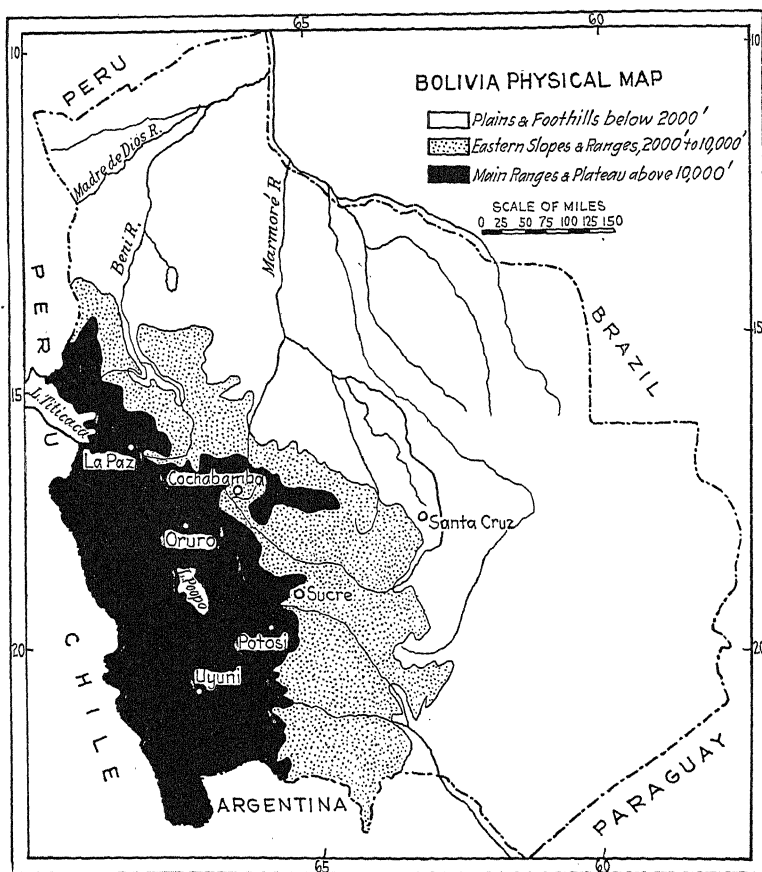 65
60
10
10
PERU
BOLIVIA PHYSICAL MAP
Plains & Foothills below 2000'
Eastern Slopes & Ranges, 2000' to 10,000'
Main Ranges & Plateau above 10,000'
SCALE OF MILES
0 25 50 75 100 125 150
Madre de Dios R.
Beni R.
Marmoré R
PERU
BRAZIL
15
15
L. Titicaca
La Paz
Cochabamba
Santa Cruz
Oruro
L. Poopo
Sucre
Potosi
20
20
Uyuni
CHILE
ARGENTINA
PARAGUAY
65
60